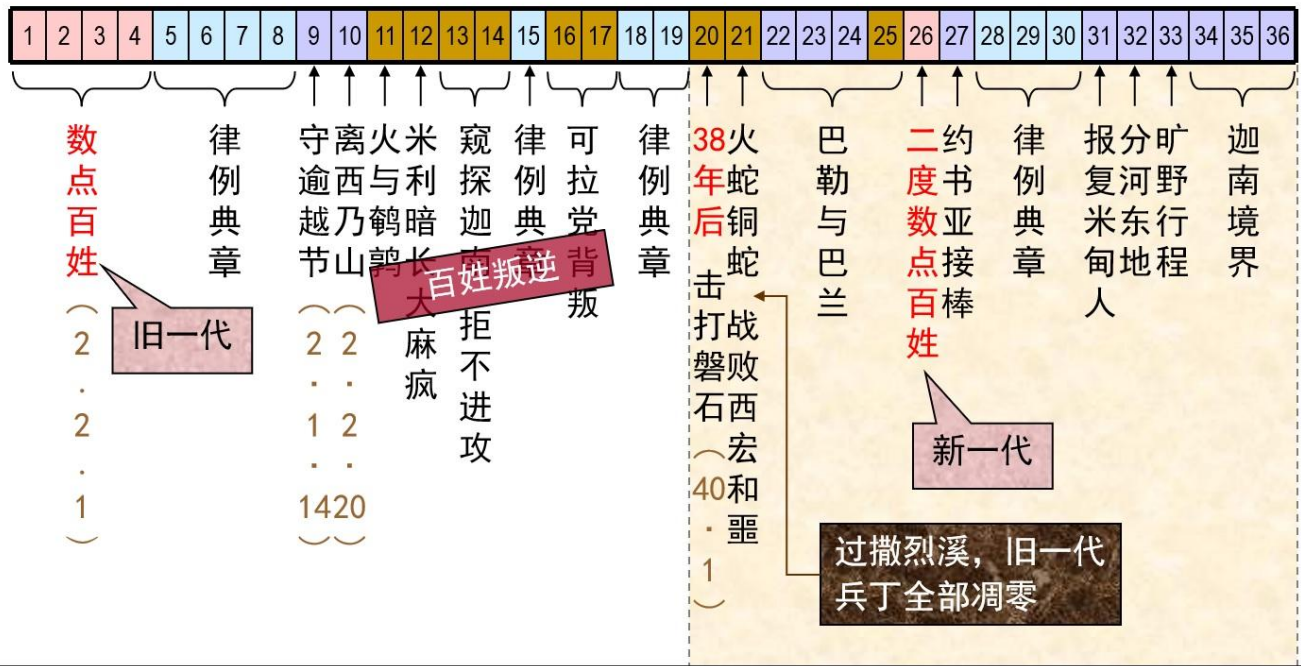 1 2 3 4 5 6 7 8 9 10 11 12 13 14 15 16 17 18 19 20 21 22 23 24 25 26 27 28 29 30 31 32 33 34 35 36
数点百姓（2.2.1）
旧一代
律例典章
守逾越节（2.1.14）
离西乃山（2.2.20）
火与鹌鹑
米利暗长大麻疯
窥探迦南 拒不进攻
律例典章
可拉党背叛
百姓叛逆
律例典章
38年后 击打磐石（40.1）
火蛇铜蛇 战败西宏和噩
巴勒与巴兰
二度数点百姓
新一代
约书亚接棒
律例典章
报复米甸人
分河东地
旷野行程
迦南境界
过撒烈溪，旧一代
兵丁全部凋零